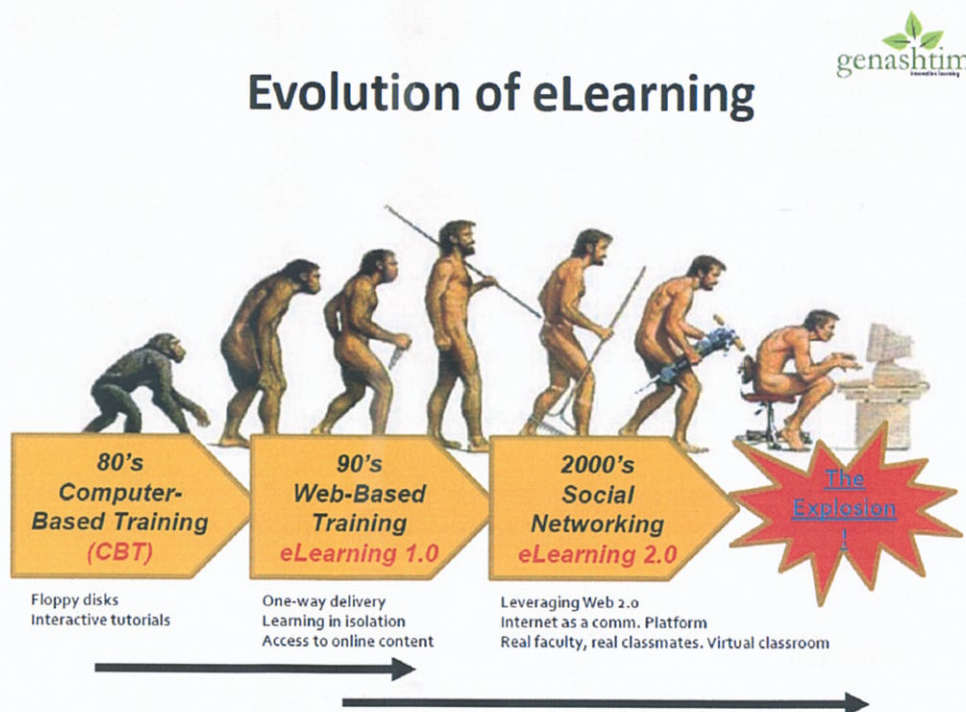 genashtim
innovative learning
Evolution of eLearning
80's
Computer-
Based Training
(CBT)
90's
Web-Based
Training
eLearning 1.0
2000's
Social
Networking
eLearning 2.0
The
Explosion
!
Floppy disks
Interactive tutorials
One-way delivery
Learning in isolation
Access to online content
Leveraging Web 2.0
Internet as a comm. Platform
Real faculty, real classmates. Virtual classroom